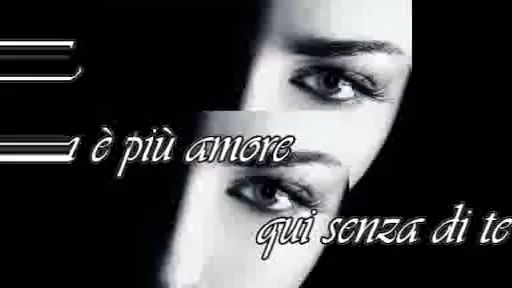 è più amore
qui senza di te